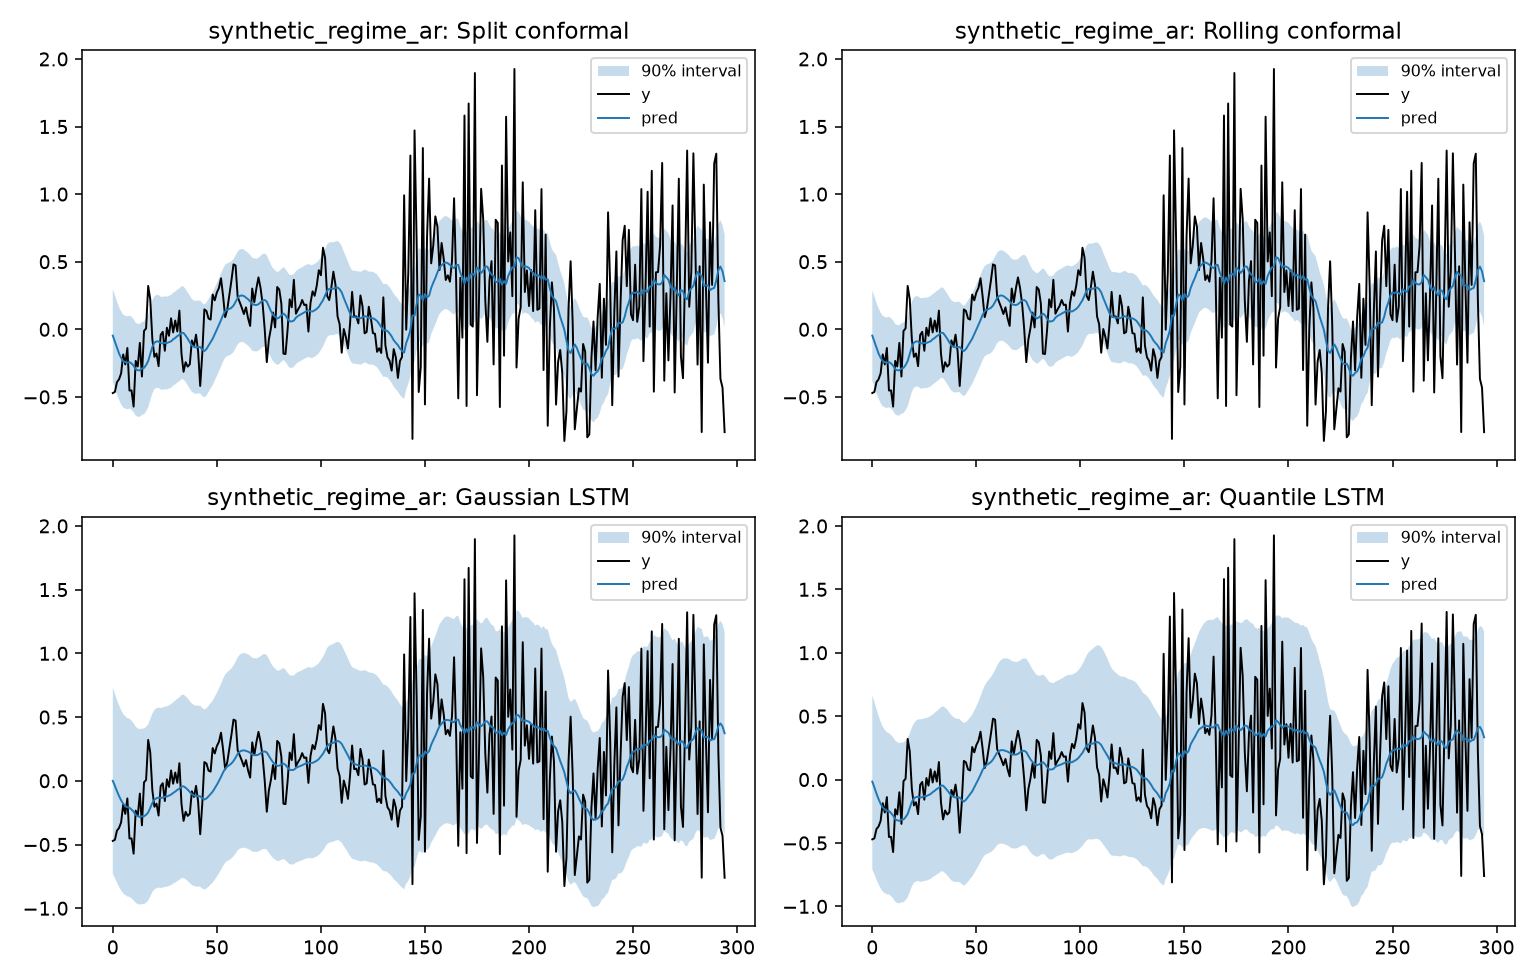 synthetic_regime_ar: Split conformal
2.0
1.5
1.0
0.5
0.0
−0.5
90% interval
y
pred
synthetic_regime_ar: Rolling conformal
2.0
1.5
1.0
0.5
0.0
−0.5
90% interval
y
pred
synthetic_regime_ar: Gaussian LSTM
2.0
1.5
1.0
0.5
0.0
−0.5
−1.0
0 50 100 150 200 250 300
90% interval
y
pred
synthetic_regime_ar: Quantile LSTM
2.0
1.5
1.0
0.5
0.0
−0.5
−1.0
0 50 100 150 200 250 300
90% interval
y
pred